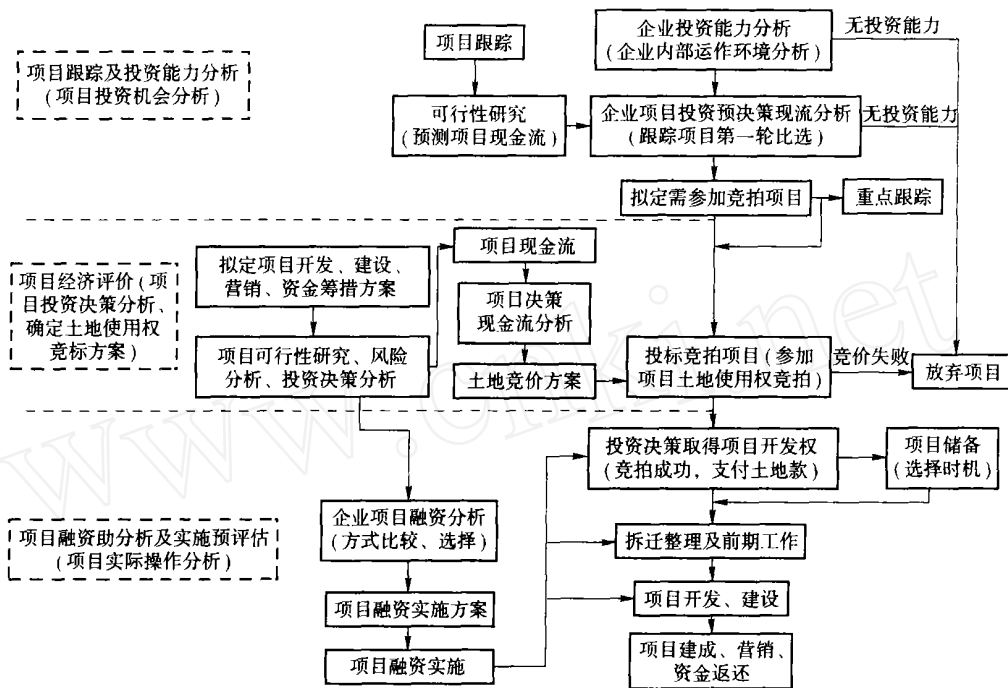 项目跟踪
企业投资能力分析
(企业内部运作环境分析)
无投资能力
项目跟踪及投资能力分析
(项目投资机会分析)
可行性研究
(预测项目现金流)
企业项目投资预决策现流分析
(跟踪项目第一轮比选)
无投资能力
拟定需参加竞拍项目
重点跟踪
项目经济评价(项
目投资决策分析、
确定土地使用权
竞标方案)
拟定项目开发、建设、
营销、资金筹措方案
项目现金流
项目决策
现金流分析
项目可行性研究、风险
分析、投资决策分析
土地竞价方案
投标竞拍项目(参加
项目土地使用权竞拍)
竞价失败
放弃项目
投资决策取得项目开发权
(竞拍成功,支付土地款)
项目储备
(选择时机)
项目融资助分析及实施预评估
(项目实际操作分析)
企业项目融资分析
(方式比较、选择)
拆迁整理及前期工作
项目融资实施方案
项目开发、建设
项目融资实施
项目建成、营销、
资金返还
www.cnki.net